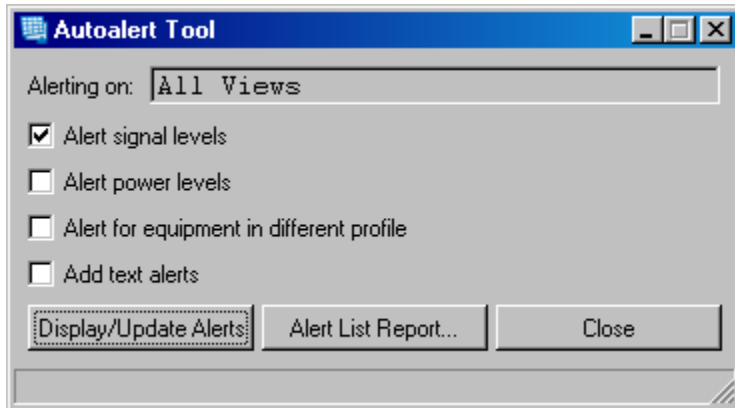 Autoalert Tool
Alerting on: All Views
Alert signal levels
Alert power levels
Alert for equipment in different profile
Add text alerts
Display/Update Alerts Alert List Report... Close